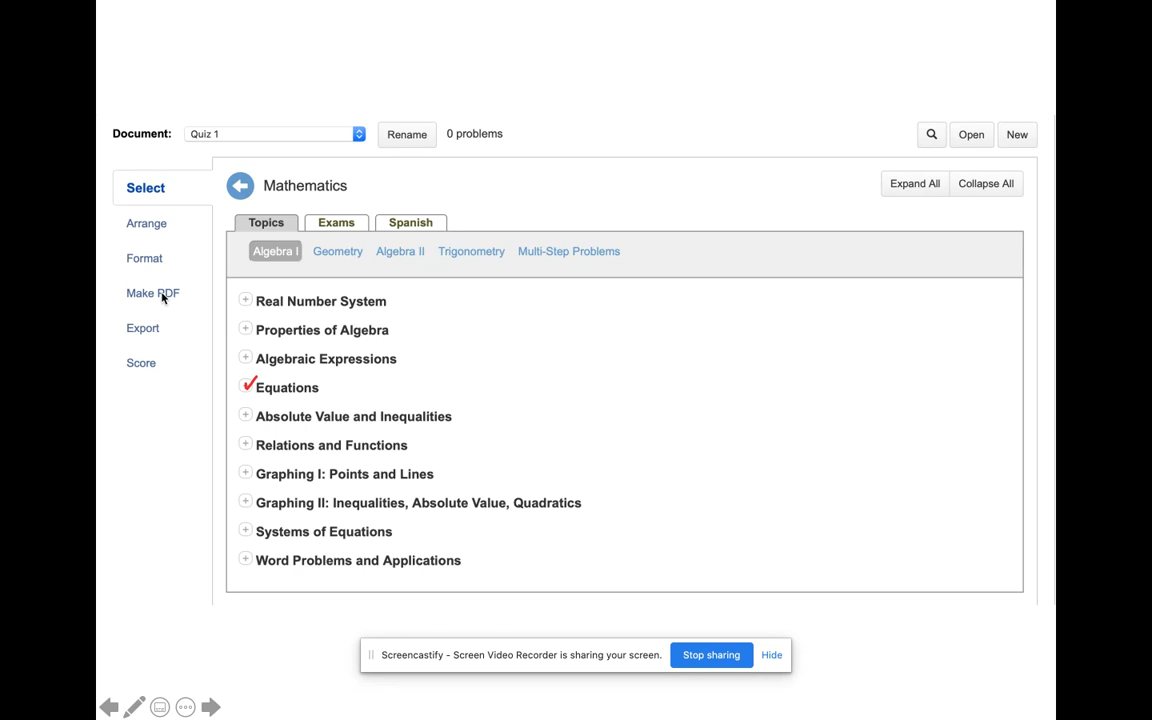 Document: Quiz 1 Rename 0 problems Open New
Select
Mathematics Expand All Collapse All
Arrange
Topics Exams Spanish
Format
Algebra I Geometry Algebra II Trigonometry Multi-Step Problems
Make PDF
Export
Score
Real Number System
Properties of Algebra
Algebraic Expressions
Equations
Absolute Value and Inequalities
Relations and Functions
Graphing I: Points and Lines
Graphing II: Inequalities, Absolute Value, Quadratics
Systems of Equations
Word Problems and Applications
Screencastify - Screen Video Recorder is sharing your screen. Stop sharing Hide